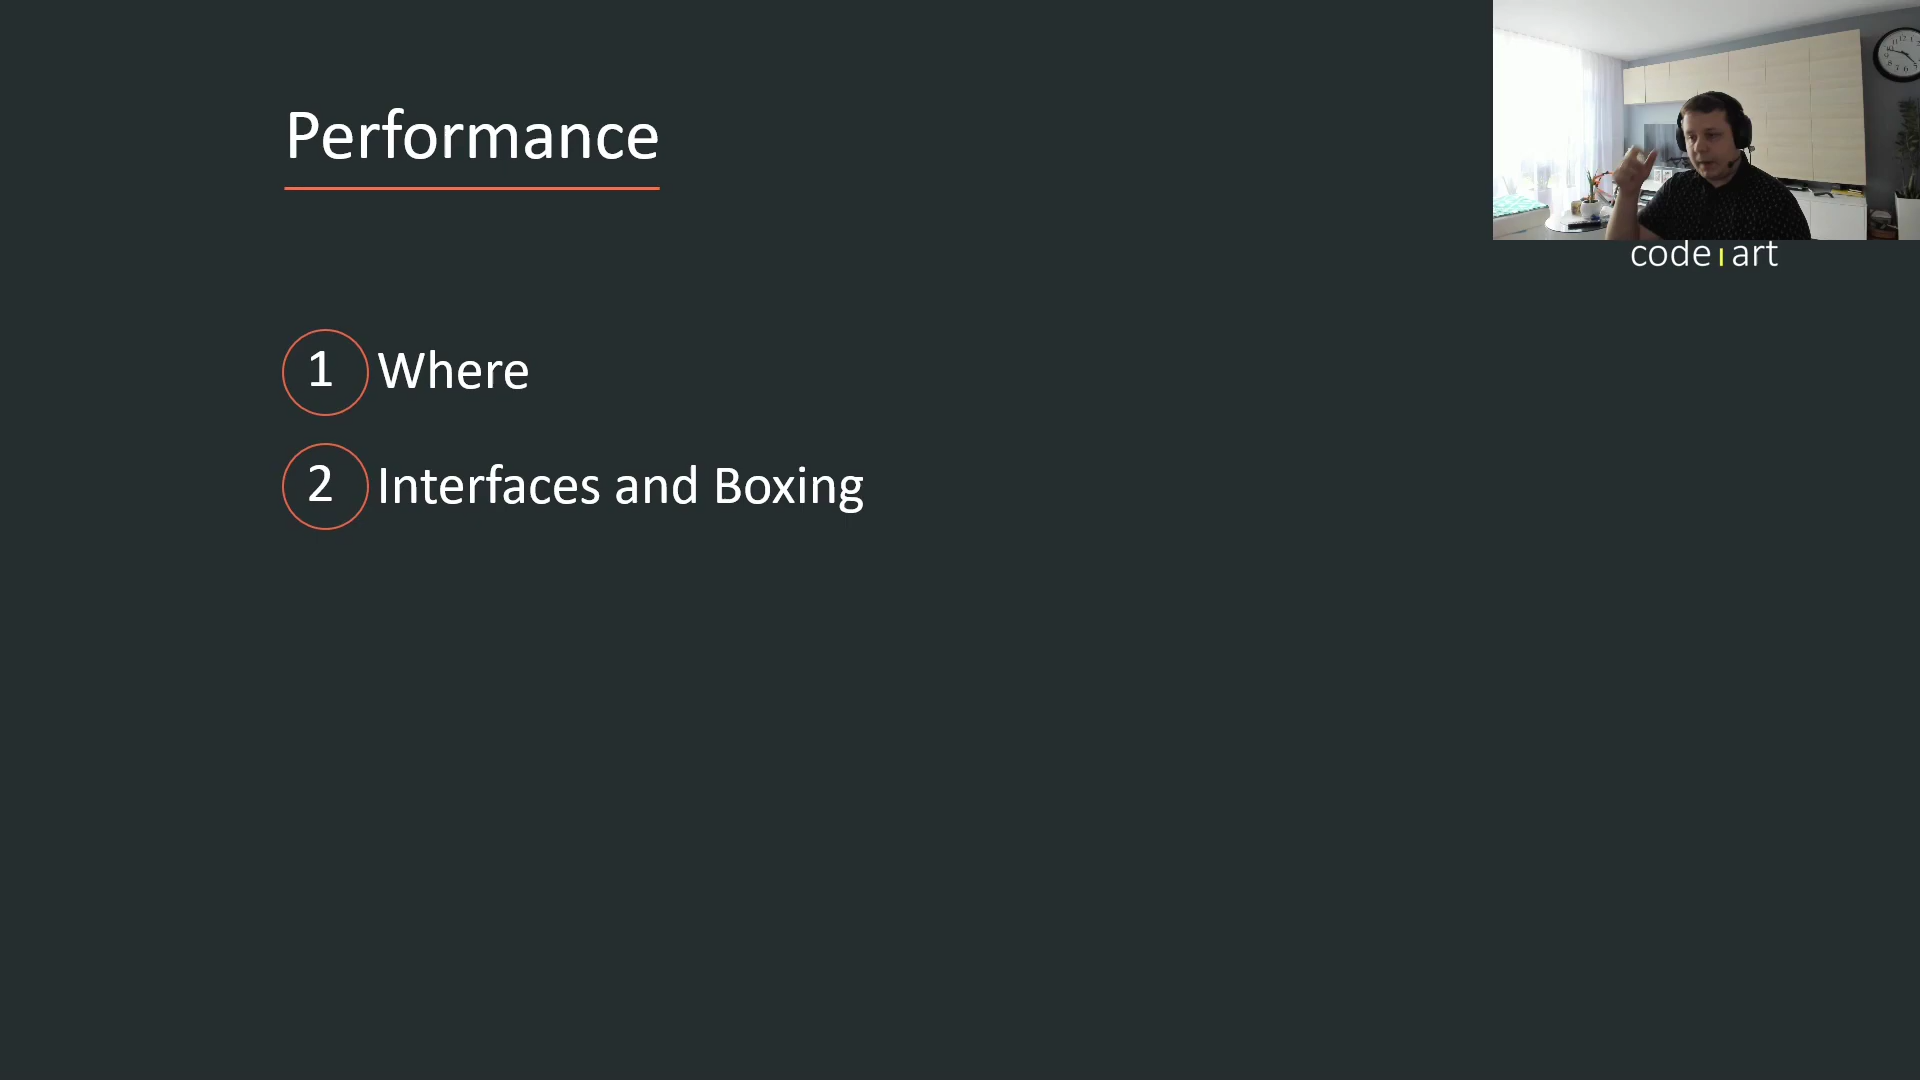 Performance
code art
1 Where
2 Interfaces and Boxing